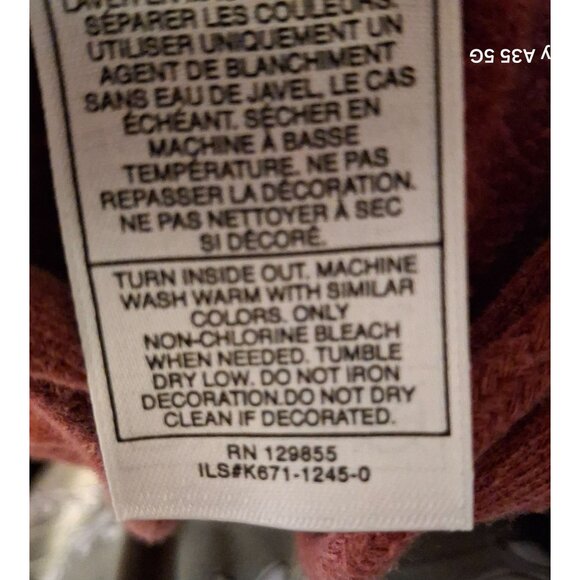 SÉPARER LES COULEURS.
UTILISER UNIQUEMENT UN
AGENT DE BLANCHIMENT
SANS EAU DE JAVEL. LE CAS
ÉCHÉANT. SÉCHER EN
MACHINE À BASSE
TEMPÉRATURE. NE PAS
REPASSER LA DÉCORATION.
NE PAS NETTOYER À SEC
SI DÉCORÉ.
TURN INSIDE OUT. MACHINE
WASH WARM WITH SIMILAR
COLORS. ONLY
NON-CHLORINE BLEACH
WHEN NEEDED. TUMBLE
DRY LOW. DO NOT IRON
DECORATION.DO NOT DRY
CLEAN IF DECORATED.
RN 129855
ILS#K671-1245-0
y A35 5G